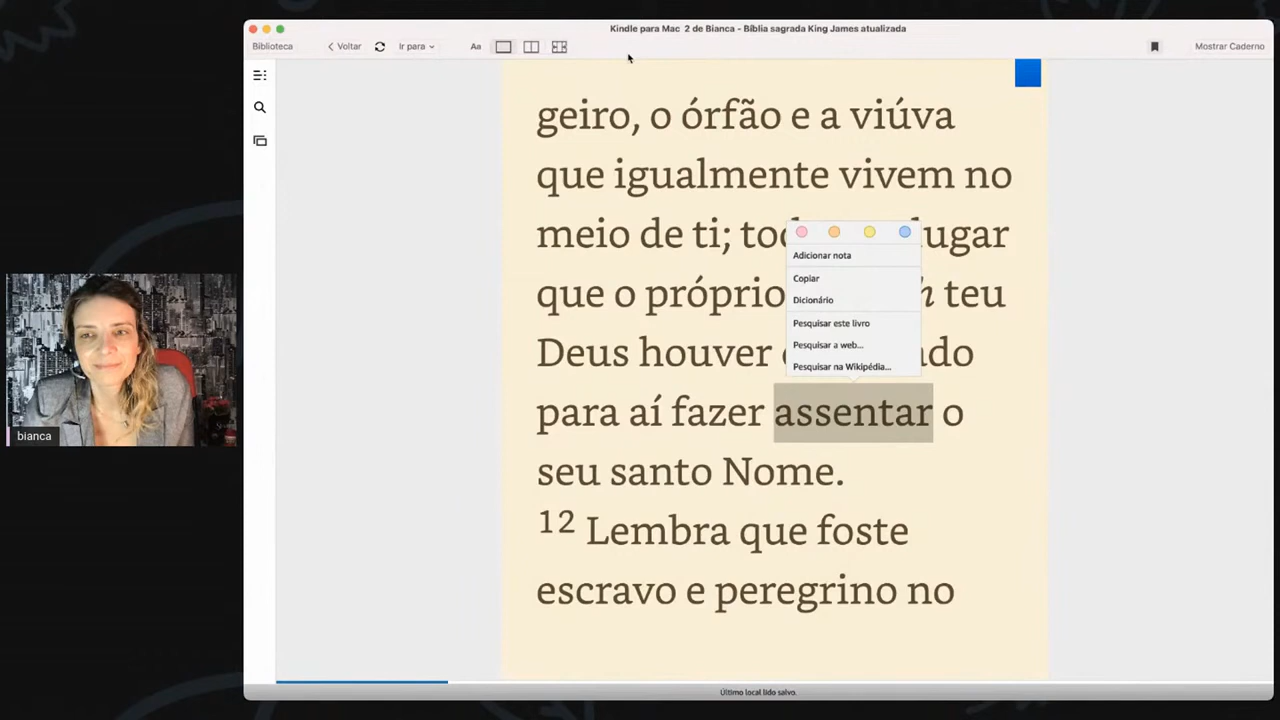 Kindle para Mac 2 de Bianca - Bíblia sagrada King James atualizada
Biblioteca
Voltar
Ir para
Aa
Mostrar Caderno
geiro, o órfão e a viúva
que igualmente vivem no
meio de ti; lugar
que o próprio teu
Deus houver
para aí fazer assentar o
seu santo Nome.
12 Lembra que foste
escravo e peregrino no
Adicionar nota
Copiar
Dicionário
Pesquisar este livro
Pesquisar a web...
Pesquisar na Wikipédia...
bianca
Último local lido salvo.